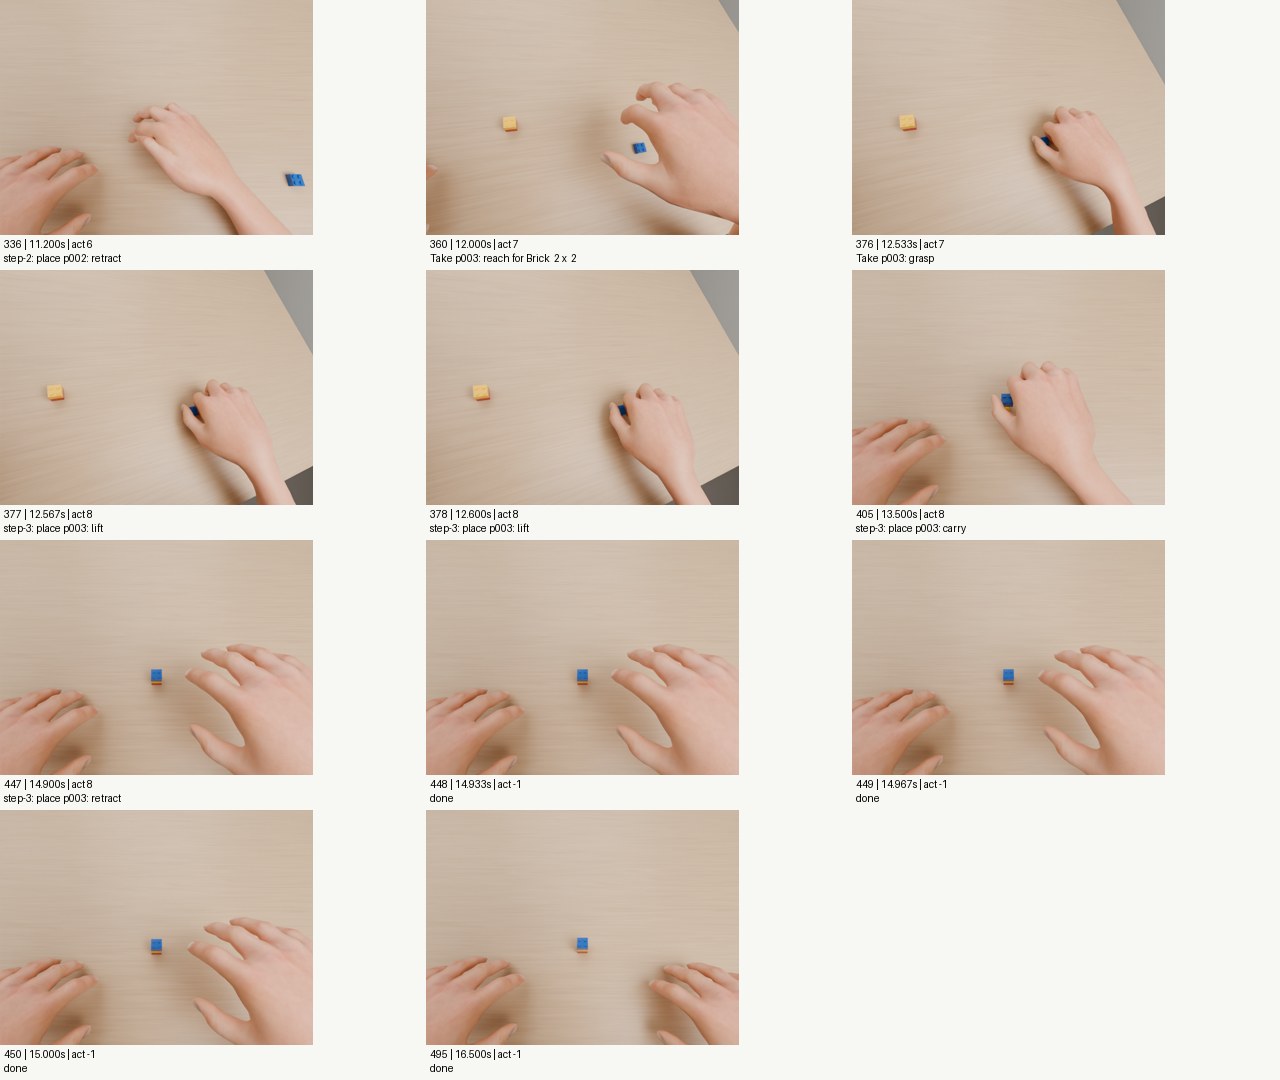 336 | 11.200s | act 6
step-2: place p002: retract
360 | 12.000s | act 7
Take p003: reach for Brick  2 x  2
376 | 12.533s | act 7
Take p003: grasp
377 | 12.567s | act 8
step-3: place p003: lift
378 | 12.600s | act 8
step-3: place p003: lift
405 | 13.500s | act 8
step-3: place p003: carry
447 | 14.900s | act 8
step-3: place p003: retract
448 | 14.933s | act -1
done
449 | 14.967s | act -1
done
450 | 15.000s | act -1
done
495 | 16.500s | act -1
done